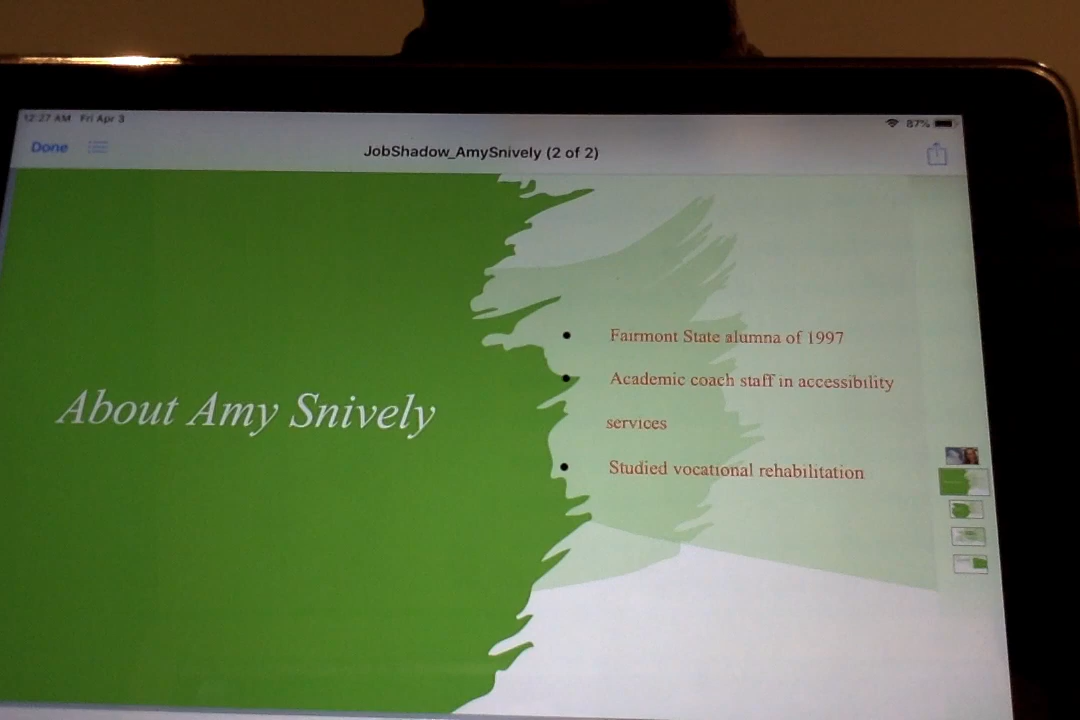 12:27 AM Fri Apr 3
87%
Done
JobShadow_AmySnively (2 of 2)
About Amy Snively
• Fairmont State alumna of 1997
• Academic coach staff in accessibility
services
• Studied vocational rehabilitation